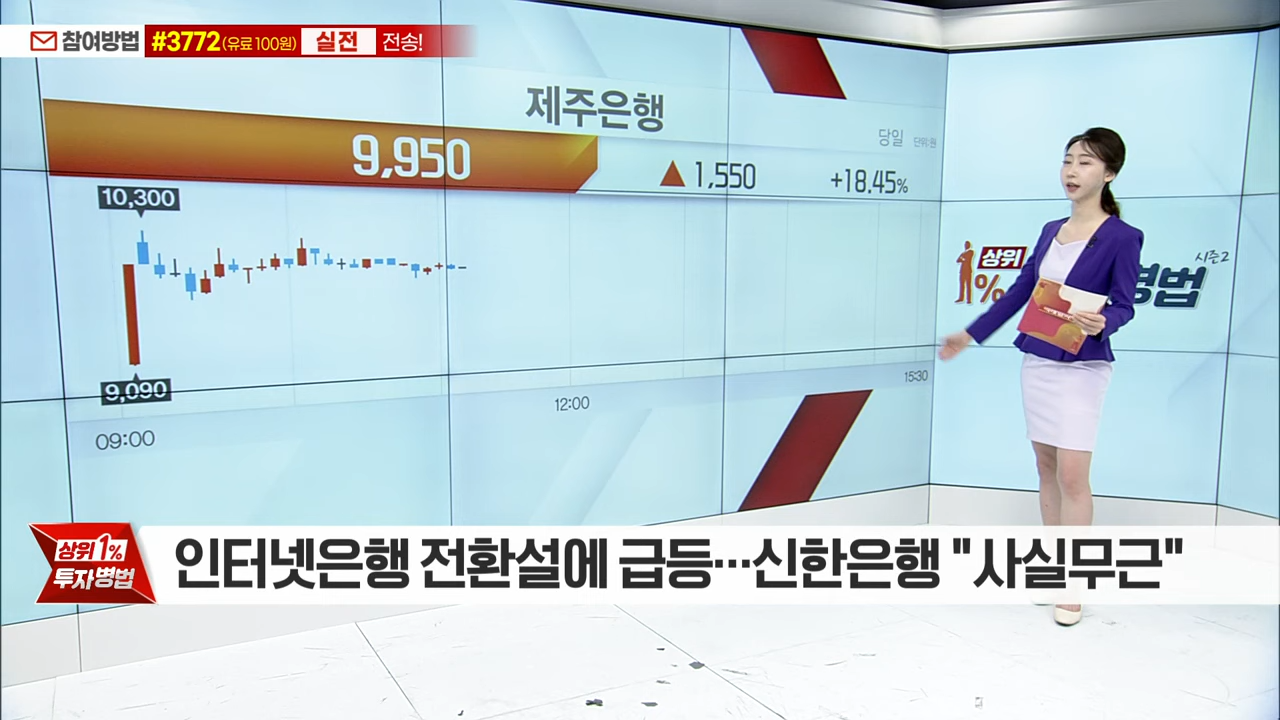 참여방법 #3772(유료100원) 실전 전송!
제주은행
당일 단위:원
9,950 ▲1,550 +18.45%
10,300
9,090
09:00 12:00 15:30
상위
%
병법
시즌2
상위1%
투자병법
인터넷은행 전환설에 급등…신한은행 "사실무근"